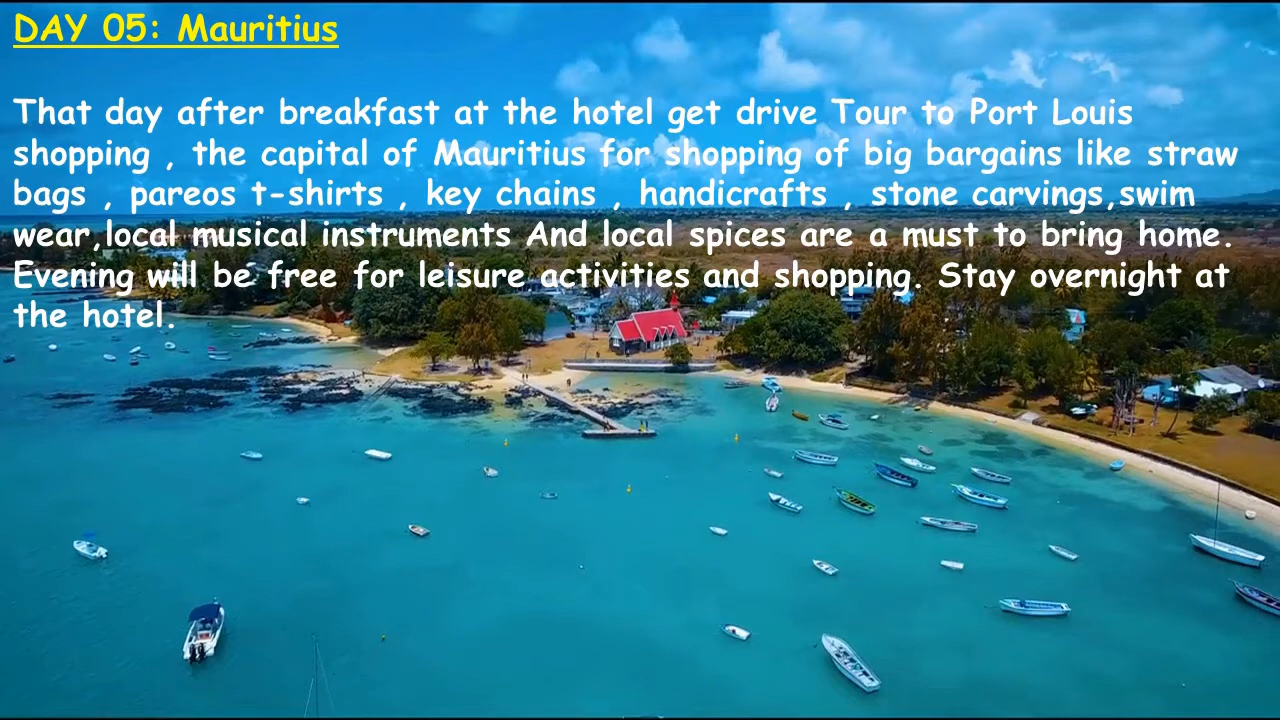 DAY 05: Mauritius
That day after breakfast at the hotel get drive Tour to Port Louis
shopping , the capital of Mauritius for shopping of big bargains like straw
bags , pareos t-shirts , key chains , handicrafts , stone carvings,swim
wear,local musical instruments And local spices are a must to bring home.
Evening will be free for leisure activities and shopping. Stay overnight at
the hotel.